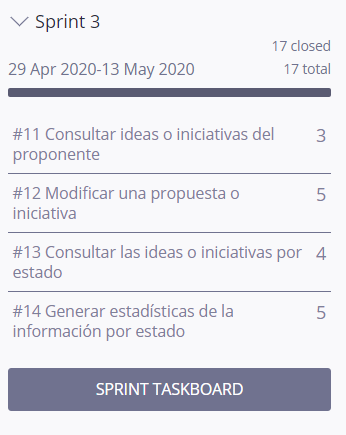 Sprint 3
17 closed
29 Apr 2020-13 May 2020
17 total
#11 Consultar ideas o iniciativas del
proponente
3
#12 Modificar una propuesta o
iniciativa
5
#13 Consultar las ideas o iniciativas por
estado
4
#14 Generar estadísticas de la
información por estado
5
SPRINT TASKBOARD